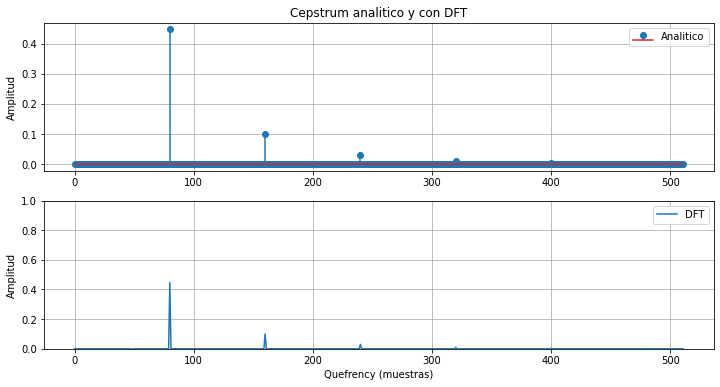 Cepstrum analitico y con DFT
Analitico
Amplitud
0.4
0.3
0.2
0.1
0.0
0 100 200 300 400 500
DFT
Amplitud
1.0
0.8
0.6
0.4
0.2
0.0
0 100 200 300 400 500
Quefrency (muestras)